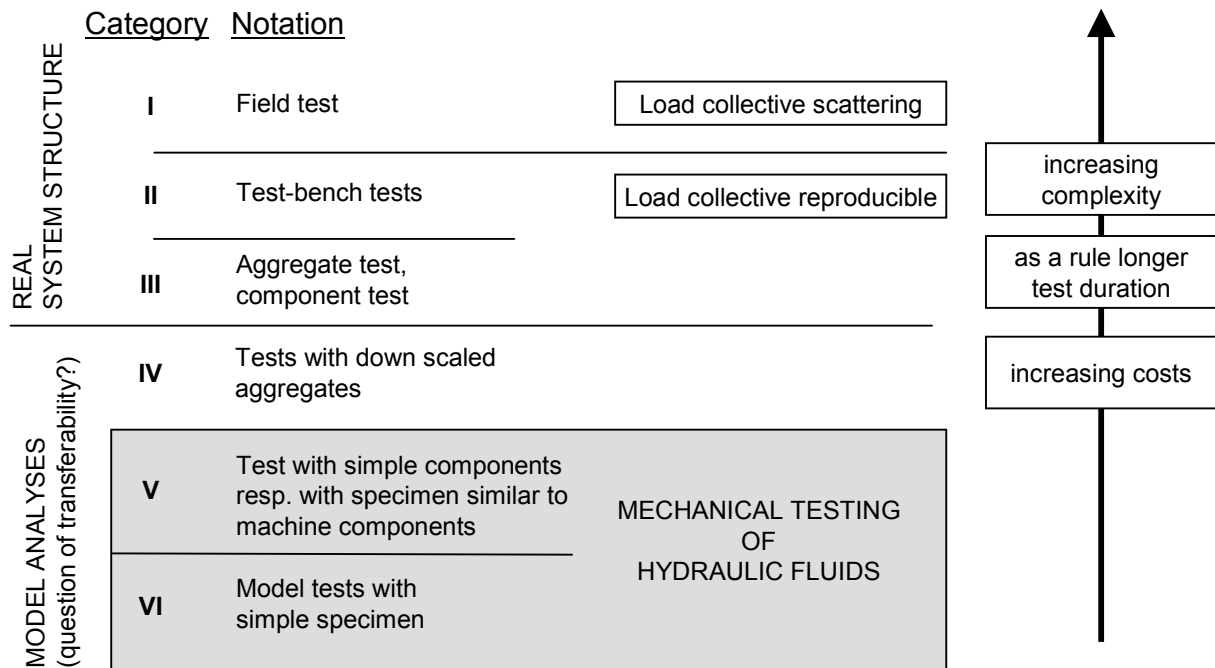 Category Notation
REAL
SYSTEM STRUCTURE
I
Field test
Load collective scattering
II
Test-bench tests
Load collective reproducible
III
Aggregate test,
component test
MODEL ANALYSES
(question of transferability?)
IV
Tests with down scaled
aggregates
V
Test with simple components
resp. with specimen similar to
machine components
VI
Model tests with
simple specimen
MECHANICAL TESTING
OF
HYDRAULIC FLUIDS
increasing
complexity
as a rule longer
test duration
increasing costs